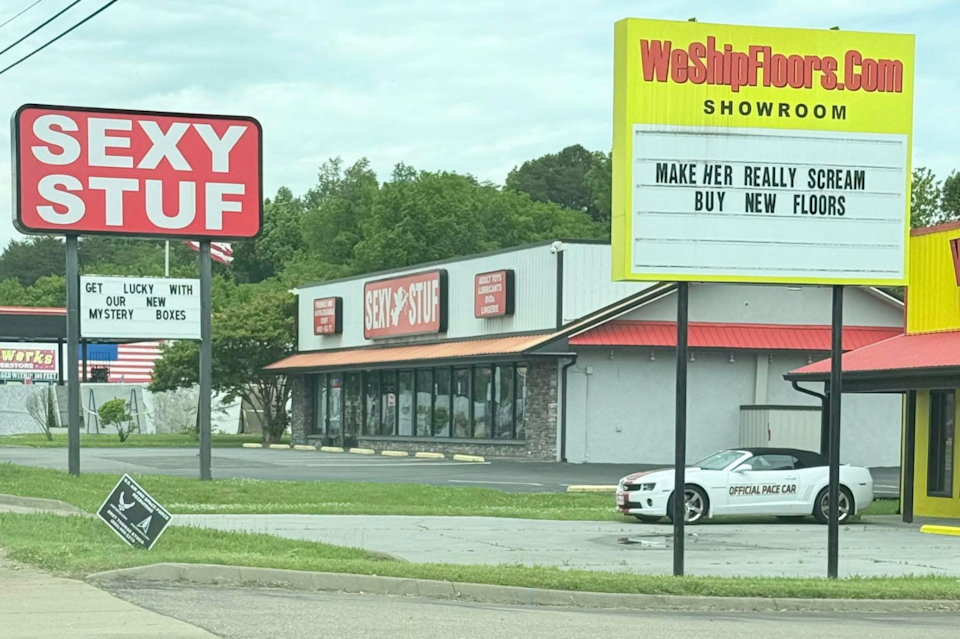 SEXY
STUF
GET LUCKY WITH
OUR NEW
MYSTERY BOXES
Works
SEXY STUF
ADULT TOYS
LUBRICANTS
DVDs
LINGERIE
WeShipFloors.Com
SHOWROOM
MAKE HER REALLY SCREAM
BUY NEW FLOORS
OFFICIAL PACE CAR